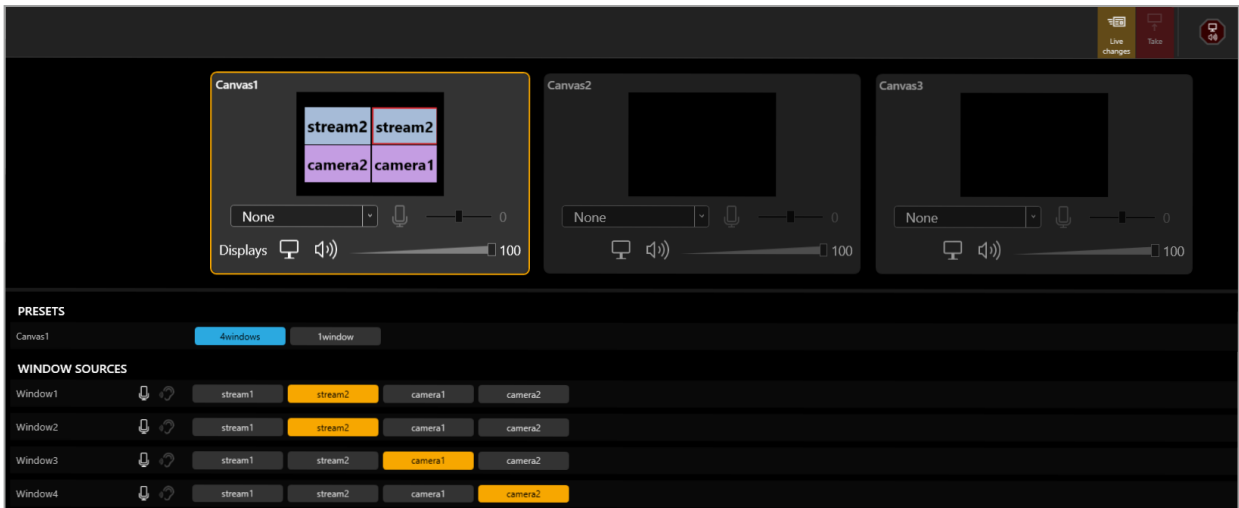 Live changes
Take
Canvas1
Canvas2
Canvas3
stream2 stream2
camera2 camera1
None 0
None 0
None 0
Displays 100
100
100
PRESETS
Canvas1 4windows 1window
WINDOW SOURCES
Window1 stream1 stream2 camera1 camera2
Window2 stream1 stream2 camera1 camera2
Window3 stream1 stream2 camera1 camera2
Window4 stream1 stream2 camera1 camera2